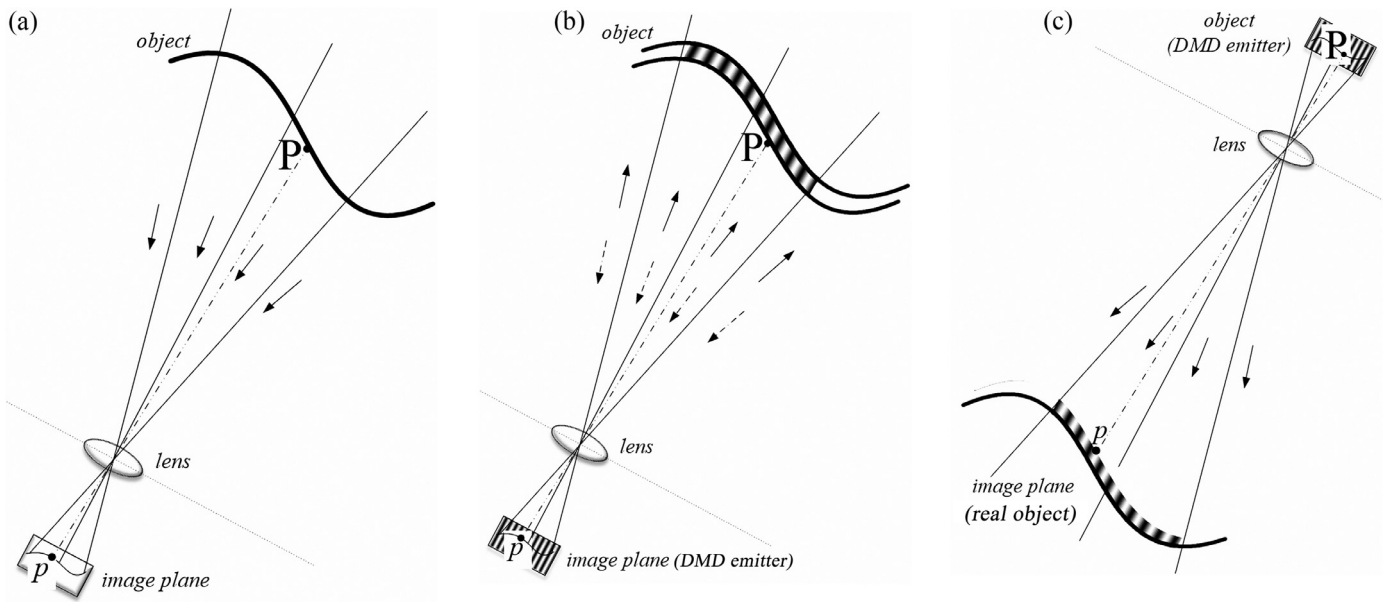 (a)
object
P
lens
p
image plane
(b)
object
P
lens
p
image plane (DMD emitter)
(c)
object
(DMD emitter)
P
lens
p
image plane
(real object)